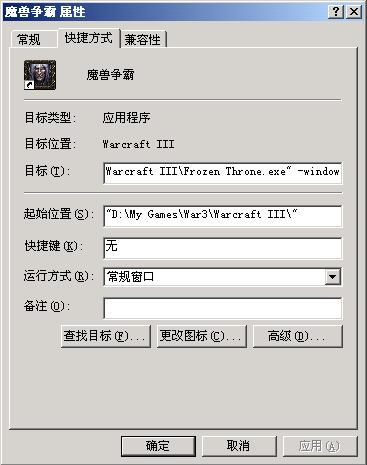 魔兽争霸 属性
常规 快捷方式 兼容性
魔兽争霸
目标类型: 应用程序
目标位置: Warcraft III
目标(T): Warcraft III\Frozen Throne.exe" -window
起始位置(S): "D:\My Games\War3\Warcraft III\"
快捷键(K): 无
运行方式(R): 常规窗口
备注(O):
查找目标(F)... 更改图标(C)... 高级(D)...
确定 取消 应用(A)